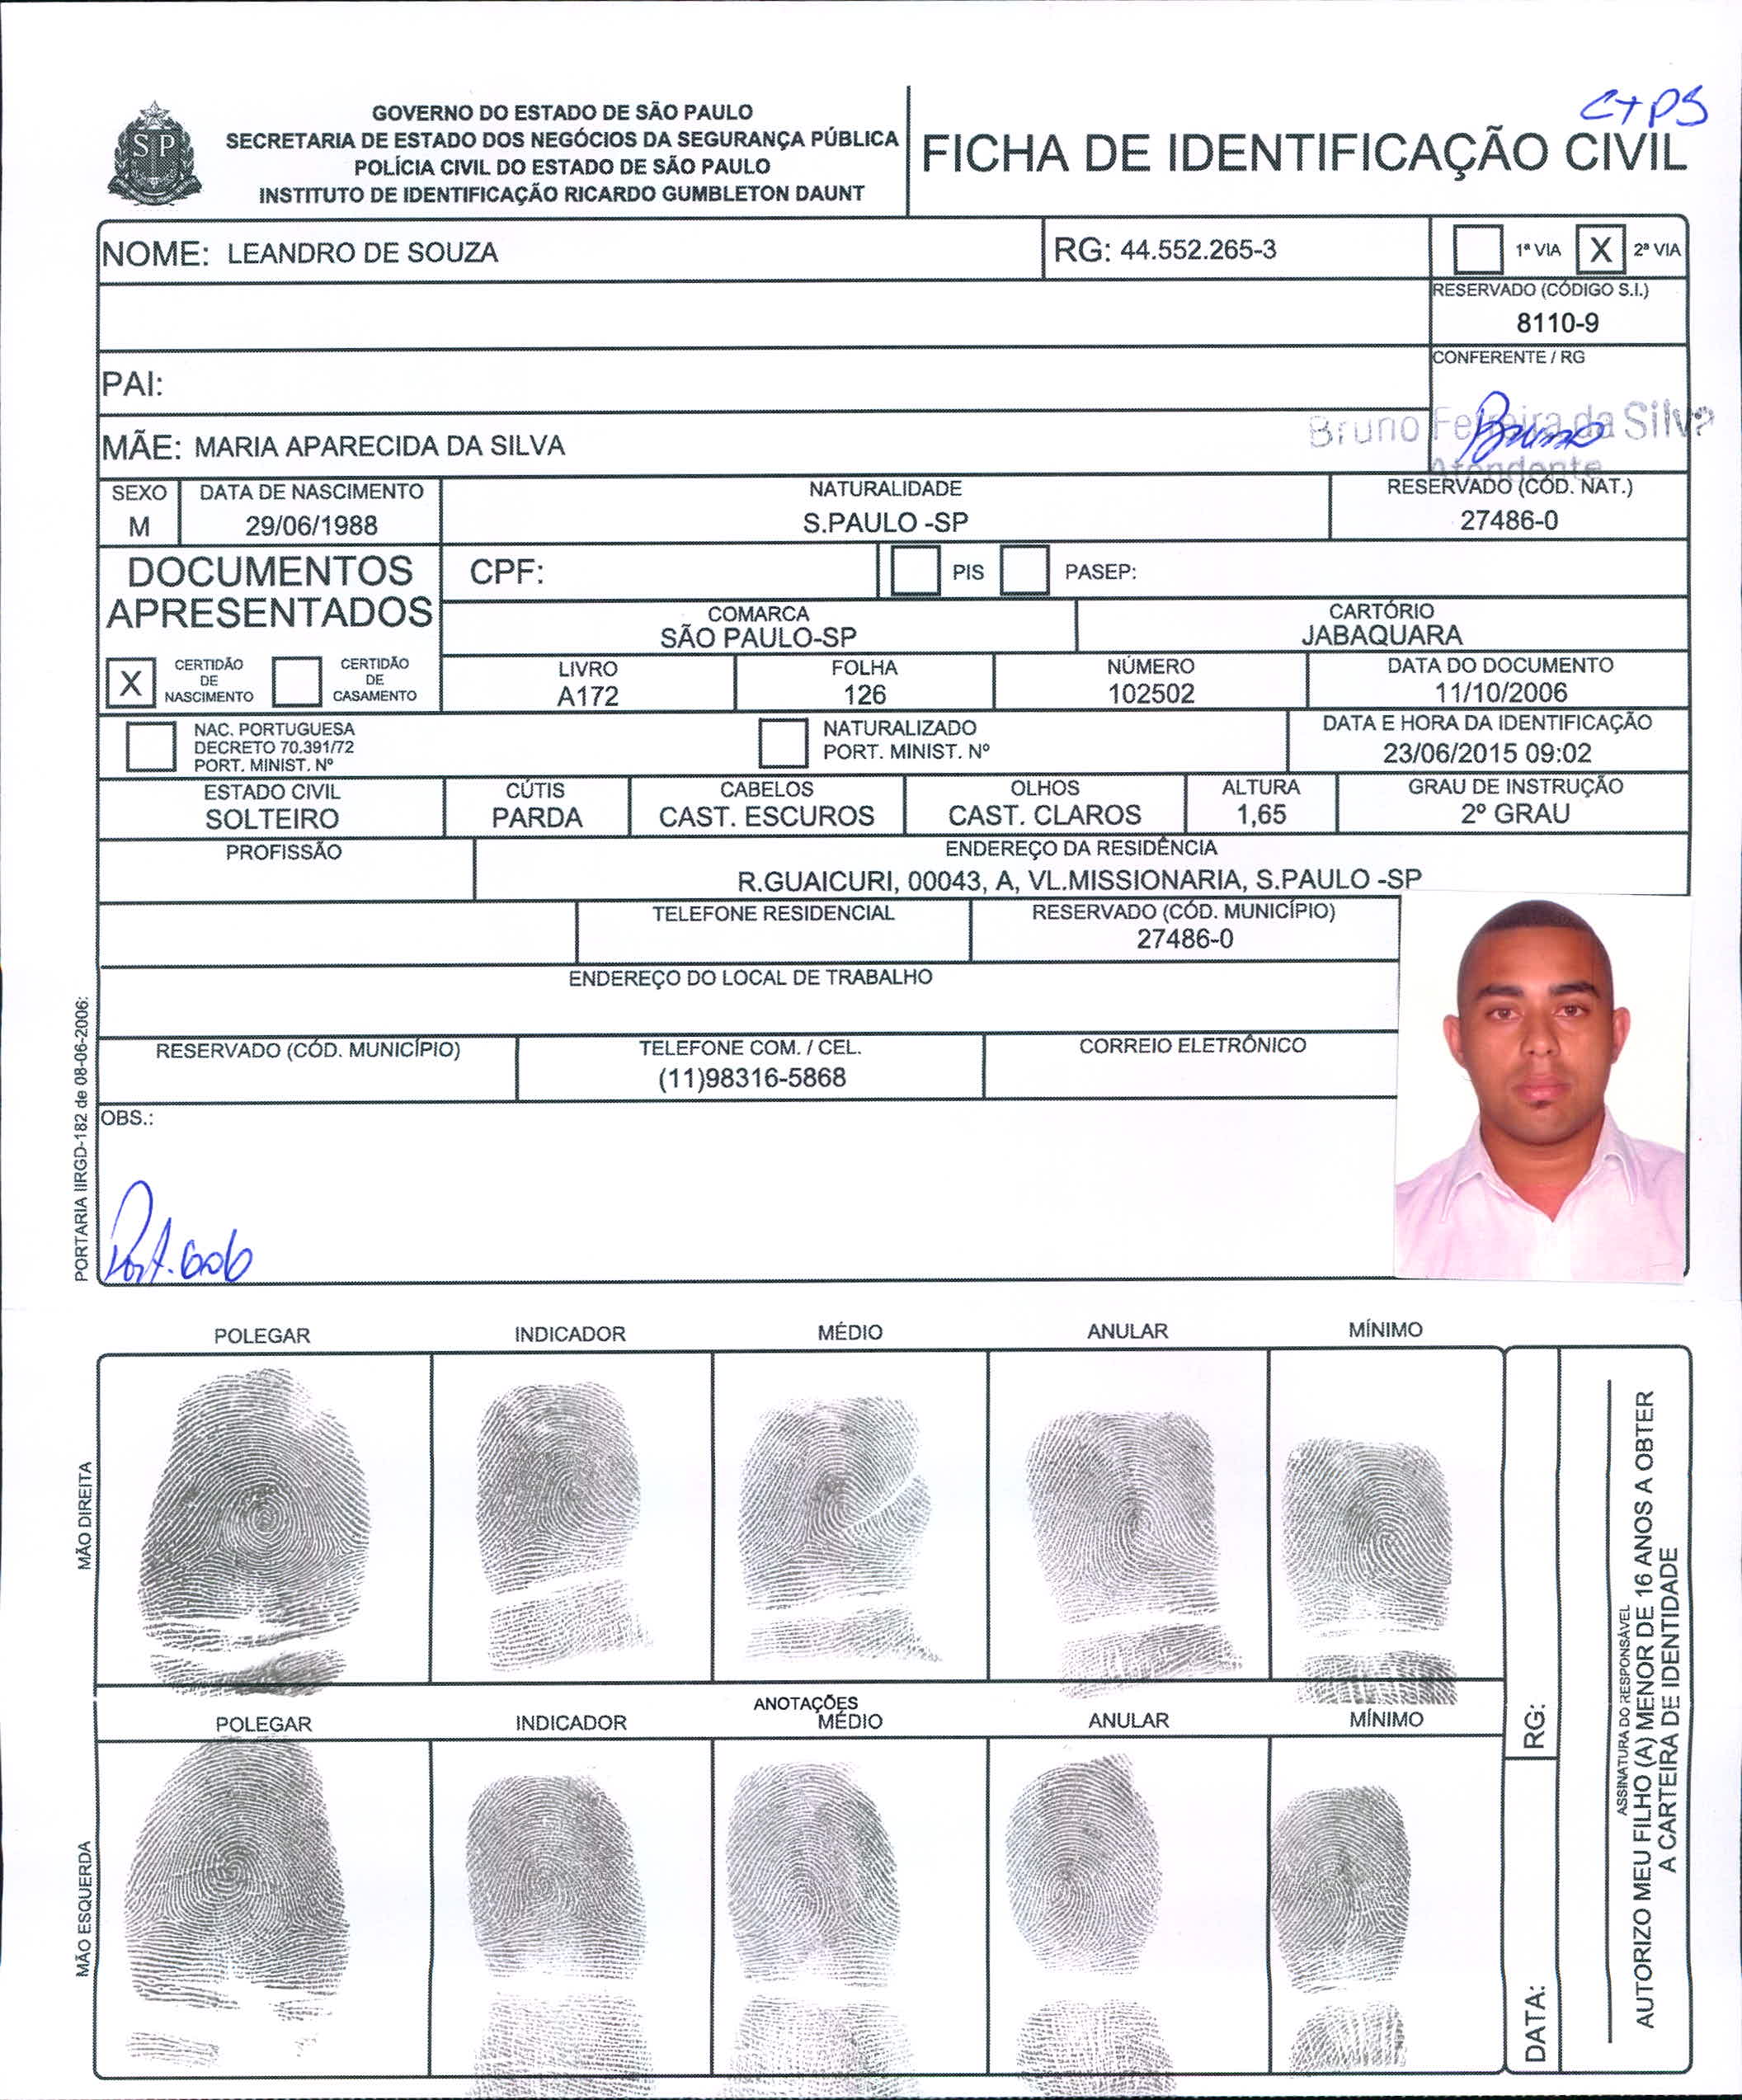 CTPS
GOVERNO DO ESTADO DE SÃO PAULO
SECRETARIA DE ESTADO DOS NEGÓCIOS DA SEGURANÇA PÚBLICA
POLÍCIA CIVIL DO ESTADO DE SÃO PAULO
INSTITUTO DE IDENTIFICAÇÃO RICARDO GUMBLETON DAUNT
SP
FICHA DE IDENTIFICAÇÃO CIVIL
NOME: LEANDRO DE SOUZA
RG: 44.552.265-3
1ª VIA X 2ª VIA
RESERVADO (CÓDIGO S.I.)
8110-9
PAI:
CONFERENTE / RG
MÃE: MARIA APARECIDA DA SILVA
Bruno Ferreira da Silva
Bruno
Atendente
SEXO
M
DATA DE NASCIMENTO
29/06/1988
NATURALIDADE
S.PAULO -SP
RESERVADO (CÓD. NAT.)
27486-0
DOCUMENTOS
APRESENTADOS
CPF:
PIS
PASEP:
COMARCA
SÃO PAULO-SP
CARTÓRIO
JABAQUARA
X CERTIDÃO
DE
NASCIMENTO
CERTIDÃO
DE
CASAMENTO
LIVRO
A172
FOLHA
126
NÚMERO
102502
DATA DO DOCUMENTO
11/10/2006
NAC. PORTUGUESA
DECRETO 70.391/72
PORT. MINIST. Nº
NATURALIZADO
PORT. MINIST. Nº
DATA E HORA DA IDENTIFICAÇÃO
23/06/2015 09:02
ESTADO CIVIL
SOLTEIRO
CÚTIS
PARDA
CABELOS
CAST. ESCUROS
OLHOS
CAST. CLAROS
ALTURA
1,65
GRAU DE INSTRUÇÃO
2º GRAU
PROFISSÃO
ENDEREÇO DA RESIDÊNCIA
R.GUAICURI, 00043, A, VL.MISSIONARIA, S.PAULO -SP
TELEFONE RESIDENCIAL
RESERVADO (CÓD. MUNICÍPIO)
27486-0
ENDEREÇO DO LOCAL DE TRABALHO
RESERVADO (CÓD. MUNICÍPIO)
TELEFONE COM. / CEL.
(11)98316-5868
CORREIO ELETRÔNICO
OBS.:
PORTARIA IIRGD-182 de 08-06-2006:
POLEGAR
INDICADOR
MÉDIO
ANULAR
MÍNIMO
MÃO DIREITA
ANOTAÇÕES
POLEGAR
INDICADOR
MÉDIO
ANULAR
MÍNIMO
MÃO ESQUERDA
RG:
DATA:
ASSINATURA DO RESPONSÁVEL
AUTORIZO MEU FILHO (A) MENOR DE 16 ANOS A OBTER
A CARTEIRA DE IDENTIDADE